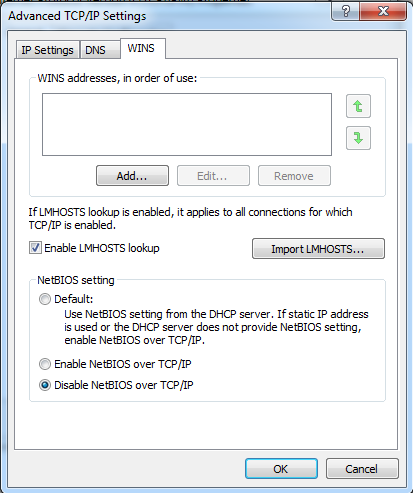 Advanced TCP/IP Settings
IP Settings DNS WINS
WINS addresses, in order of use:
Add... Edit... Remove
If LMHOSTS lookup is enabled, it applies to all connections for which
TCP/IP is enabled.
Enable LMHOSTS lookup Import LMHOSTS...
NetBIOS setting
Default:
Use NetBIOS setting from the DHCP server. If static IP address
is used or the DHCP server does not provide NetBIOS setting,
enable NetBIOS over TCP/IP.
Enable NetBIOS over TCP/IP
Disable NetBIOS over TCP/IP
OK Cancel